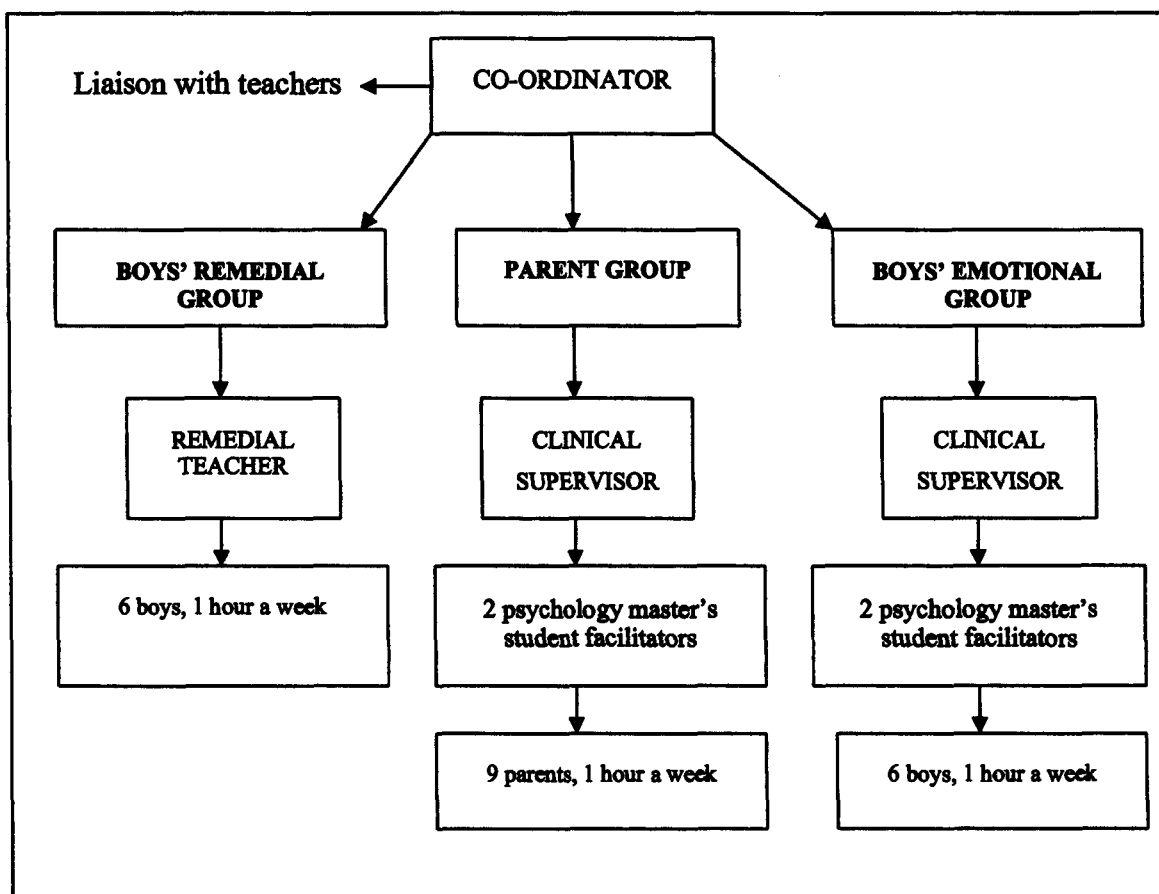 CO-ORDINATOR
Liaison with teachers
BOYS' REMEDIAL
GROUP
PARENT GROUP
BOYS' EMOTIONAL
GROUP
REMEDIAL
TEACHER
CLINICAL
SUPERVISOR
CLINICAL
SUPERVISOR
6 boys, 1 hour a week
2 psychology master's
student facilitators
2 psychology master's
student facilitators
9 parents, 1 hour a week
6 boys, 1 hour a week